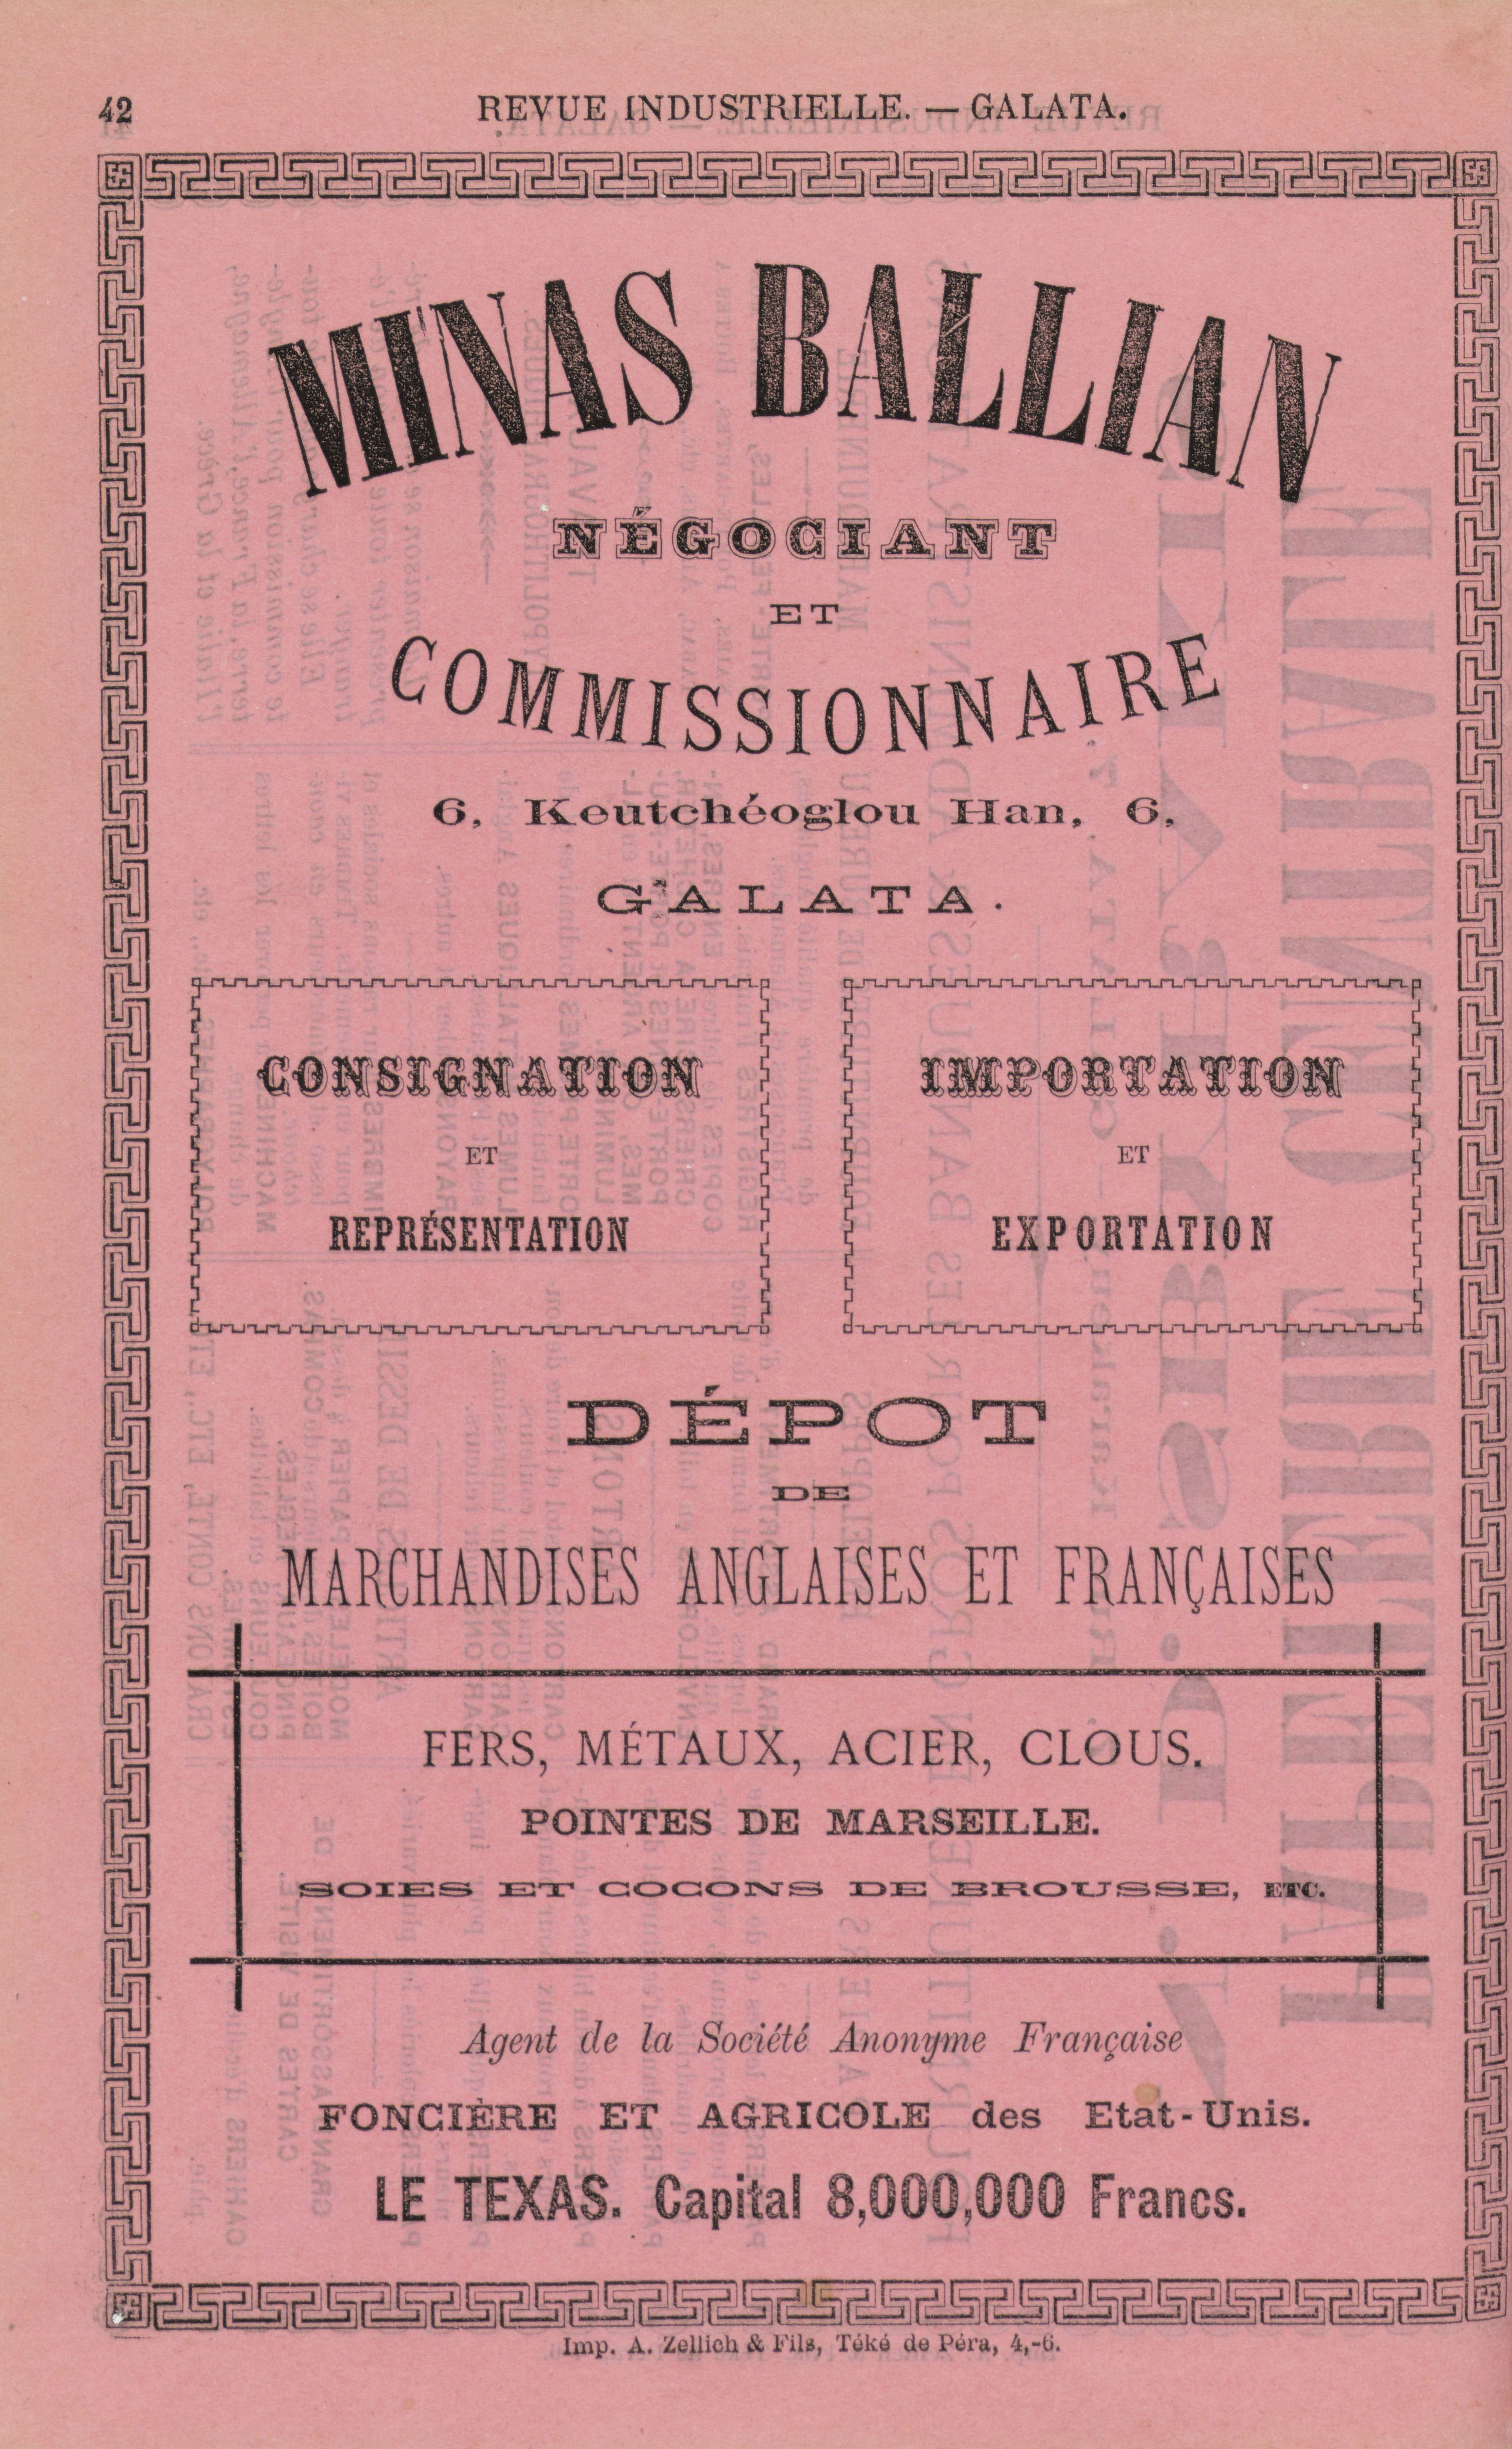 42
REVUE INDUSTRIELLE. — GALATA.
MINAS BALLIAN
NÉGOCIANT
ET
COMMISSIONNAIRE
6, Keutchéoglou Han, 6,
GALATA.
CONSIGNATION
ET
REPRÉSENTATION
IMPORTATION
ET
EXPORTATION
DÉPOT
DE
MARCHANDISES ANGLAISES ET FRANÇAISES
FERS, MÉTAUX, ACIER, CLOUS.
POINTES DE MARSEILLE.
SOIES ET COCONS DE BROUSSE, ETC.
Agent de la Société Anonyme Française
FONCIÈRE ET AGRICOLE des Etat-Unis.
LE TEXAS. Capital 8,000,000 Francs.
Imp. A. Zellich & Fils, Téké de Péra, 4,-6.